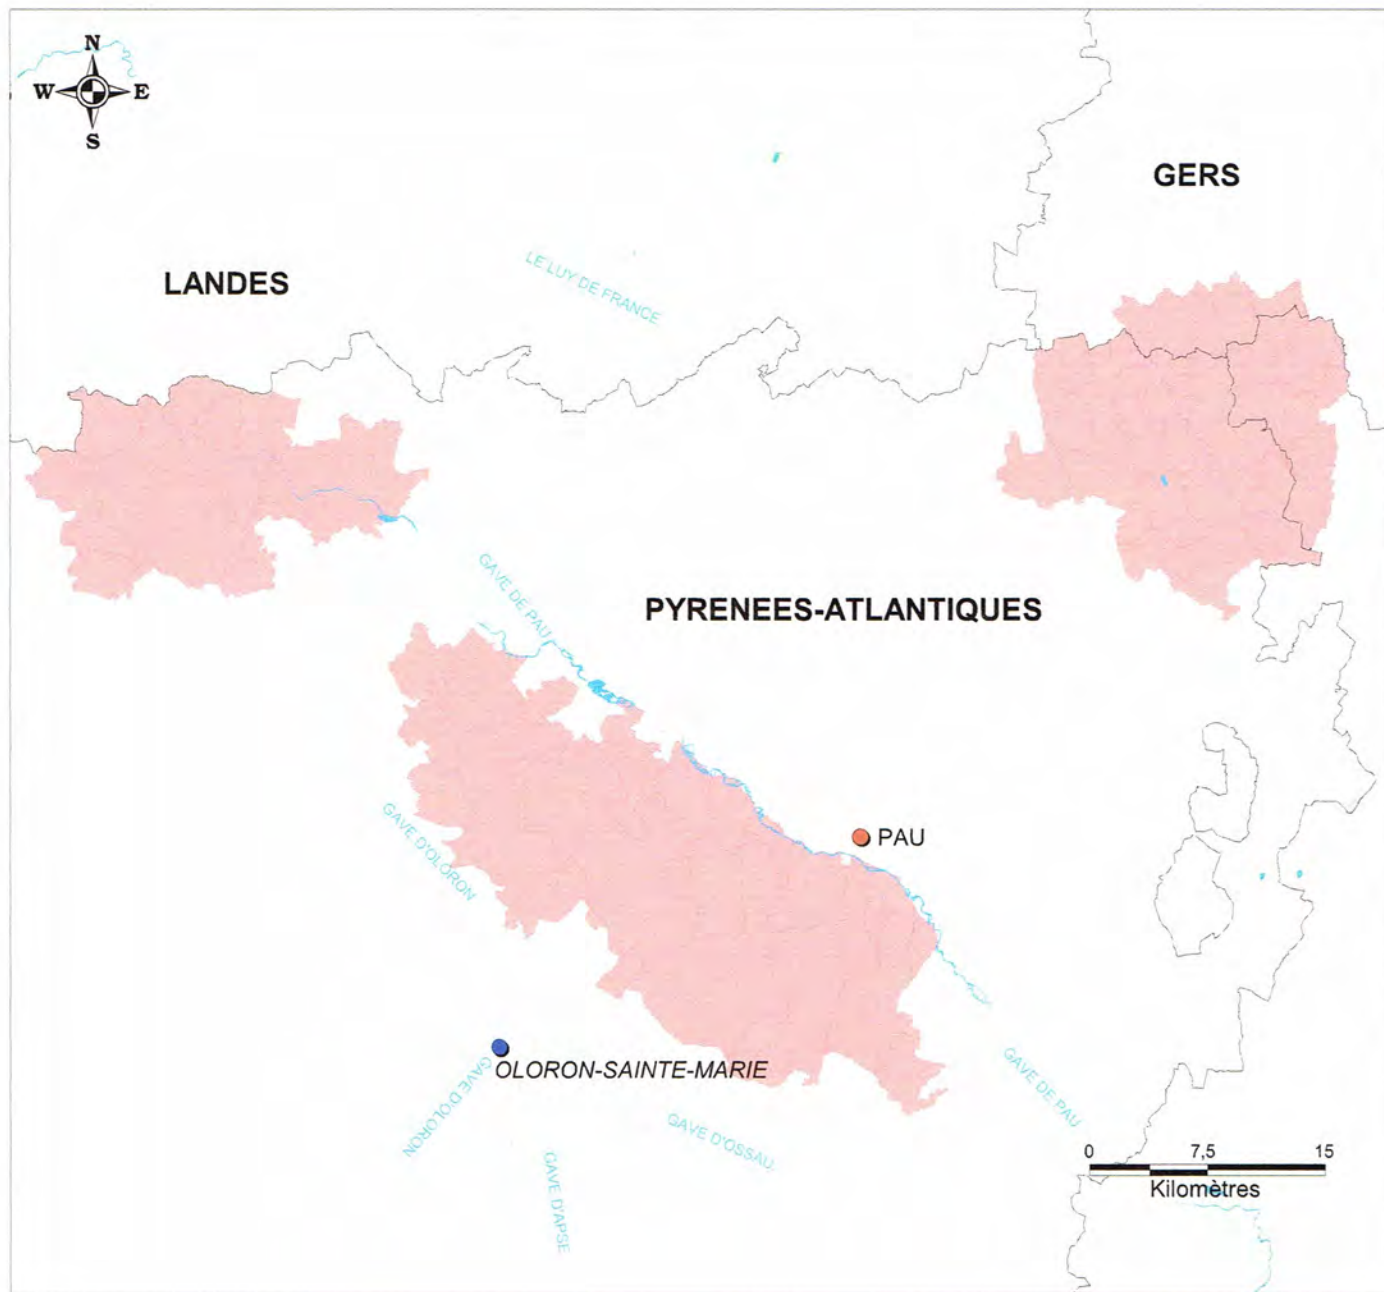 N
W E
S
GERS
LANDES
LE LUY DE FRANCE
GAVE DE PAU
PYRENEES-ATLANTIQUES
GAVE D'OLORON
PAU
OLORON-SAINTE-MARIE
GAVE D'OLORON
GAVE DE PAU
GAVE D'OSSAU
GAVE D'APSE
0 7,5 15
Kilomètres